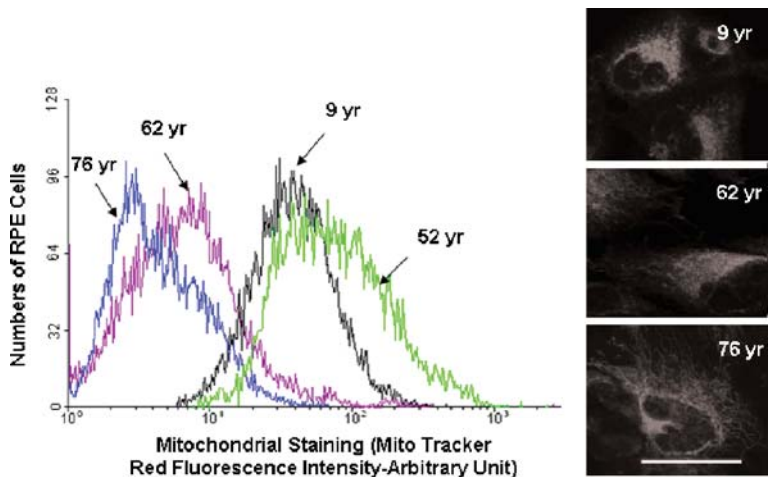 128
96
64
32
0
Numbers of RPE Cells
76 yr
62 yr
9 yr
52 yr
10⁰
10¹
10²
10³
Mitochondrial Staining (Mito Tracker
Red Fluorescence Intensity-Arbitrary Unit)
9 yr
62 yr
76 yr